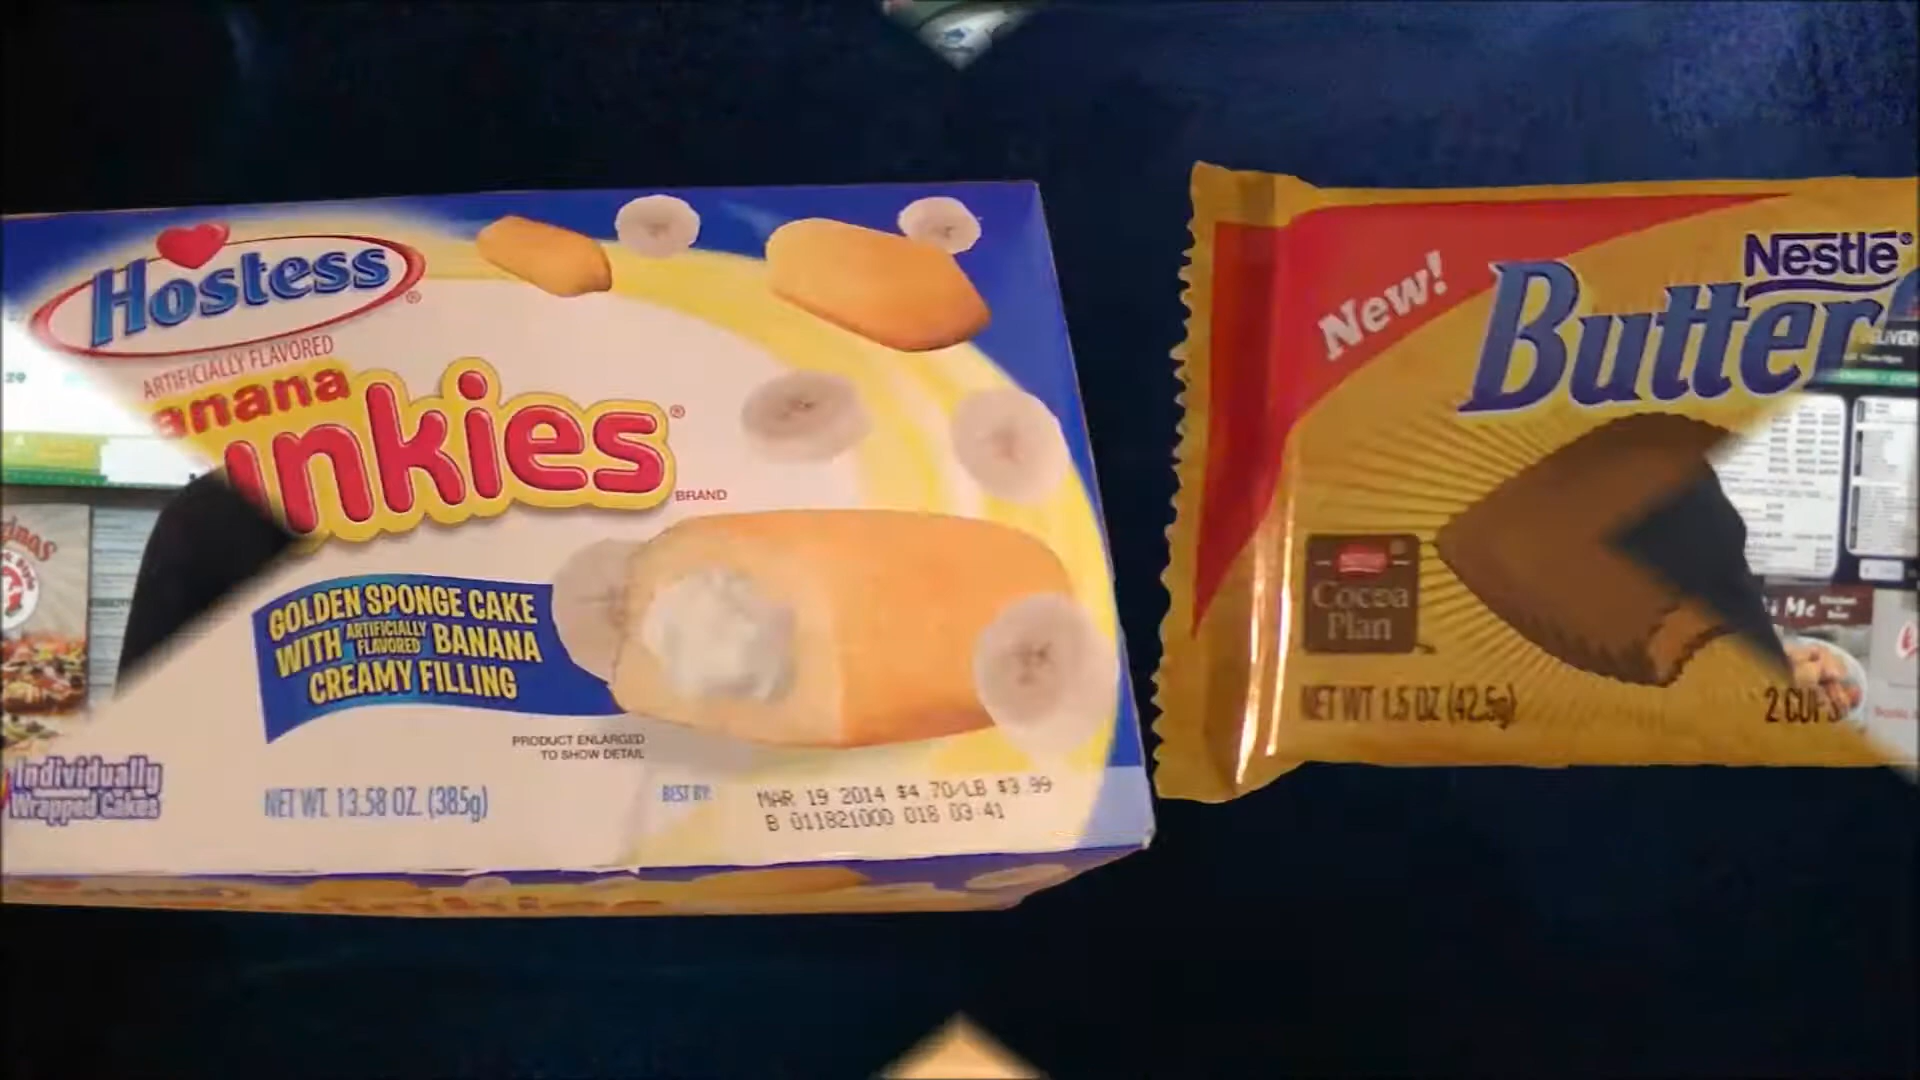 Hostess®
ARTIFICIALLY FLAVORED
anana
inkies®
BRAND
GOLDEN SPONGE CAKE
WITH ARTIFICIALLY FLAVORED BANANA
CREAMY FILLING
PRODUCT ENLARGED
TO SHOW DETAIL
Individually
Wrapped Cakes
NET WT. 13.58 OZ. (385g)
BEST BY:
MAR 19 2014 $4.70/LB $3.99
B 011821000 018 03:41
New!
Nestlé®
Butter
Cocoa
Plan
NET WT 1.5 OZ (42.5g)
2 CUPS